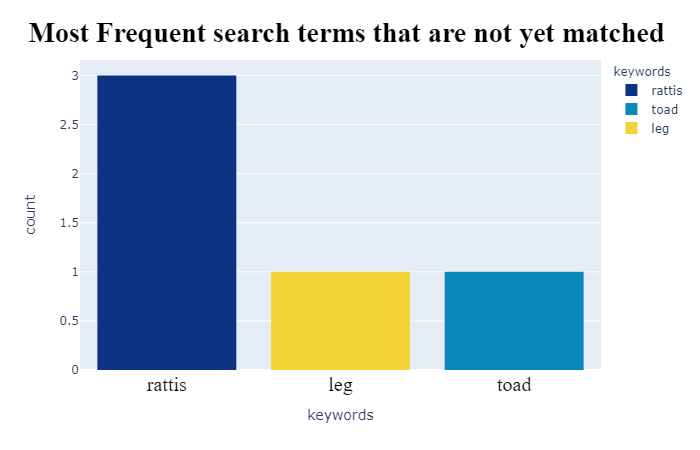 Most Frequent search terms that are not yet matched
keywords
rattis
toad
leg
3
2.5
2
1.5
1
0.5
0
count
rattis leg toad
keywords